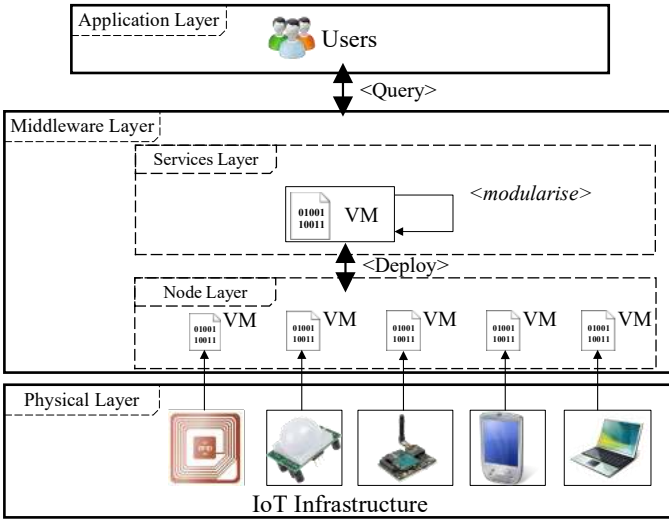 Application Layer
Users
<Query>
Middleware Layer
Services Layer
<modularise>
01001
10011
VM
<Deploy>
Node Layer
01001
10011
VM
01001
10011
VM
01001
10011
VM
01001
10011
VM
01001
10011
VM
Physical Layer
RFID
IoT Infrastructure